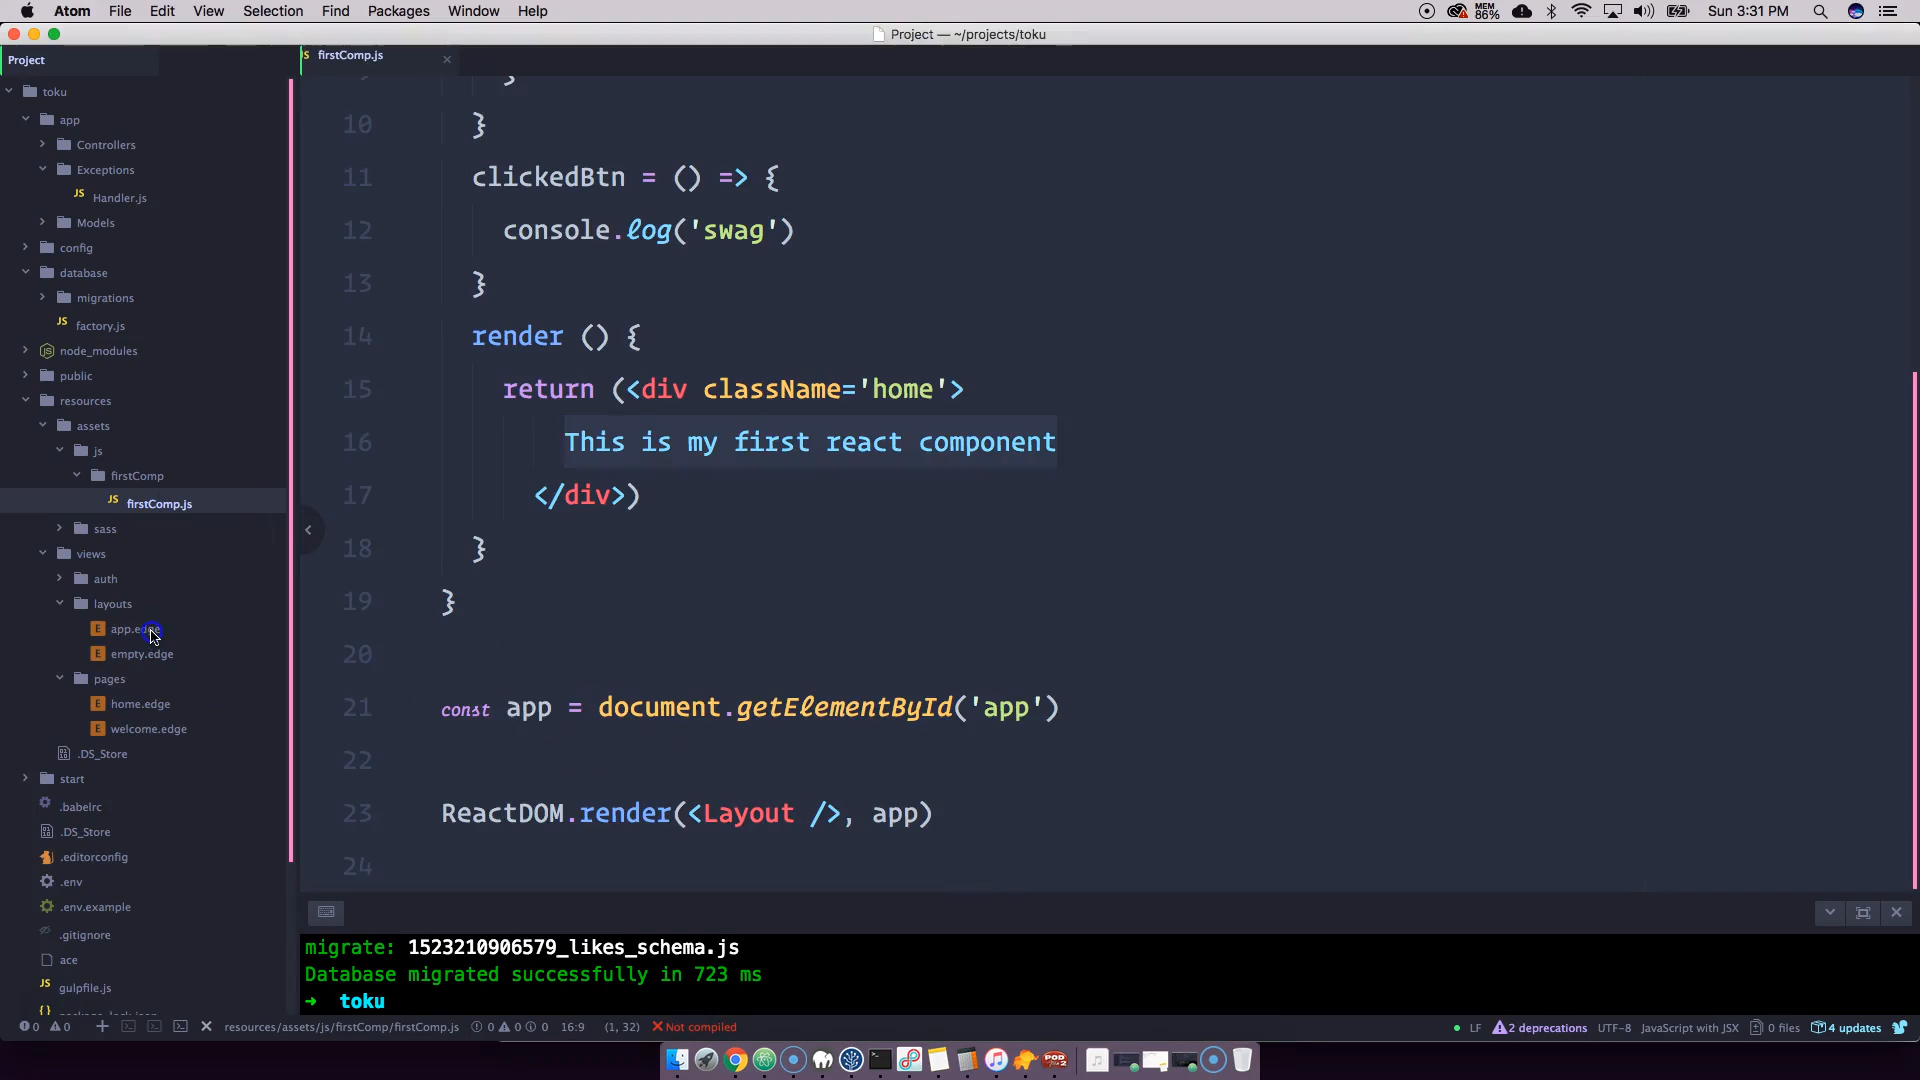 Atom File Edit View Selection Find Packages Window Help
MEM 86% Sun 3:31 PM
Project — ~/projects/toku
Project
firstComp.js
toku
app
Controllers
Exceptions
JS Handler.js
Models
config
database
migrations
JS factory.js
node_modules
public
resources
assets
js
firstComp
JS firstComp.js
sass
views
auth
layouts
E app.edge
E empty.edge
pages
E home.edge
E welcome.edge
.DS_Store
start
.babelrc
.DS_Store
.editorconfig
.env
.env.example
.gitignore
ace
JS gulpfile.js
10 }
11 clickedBtn = () => {
12 console.log('swag')
13 }
14 render () {
15 return (<div className='home'>
16 This is my first react component
17 </div>)
18 }
19 }
20
21 const app = document.getElementById('app')
22
23 ReactDOM.render(<Layout />, app)
24
migrate: 1523210906579_likes_schema.js
Database migrated successfully in 723 ms
➜ toku
0 0 + resources/assets/js/firstComp/firstComp.js 0 0 0 16:9 (1, 32) Not compiled LF 2 deprecations UTF-8 JavaScript with JSX 0 files 4 updates